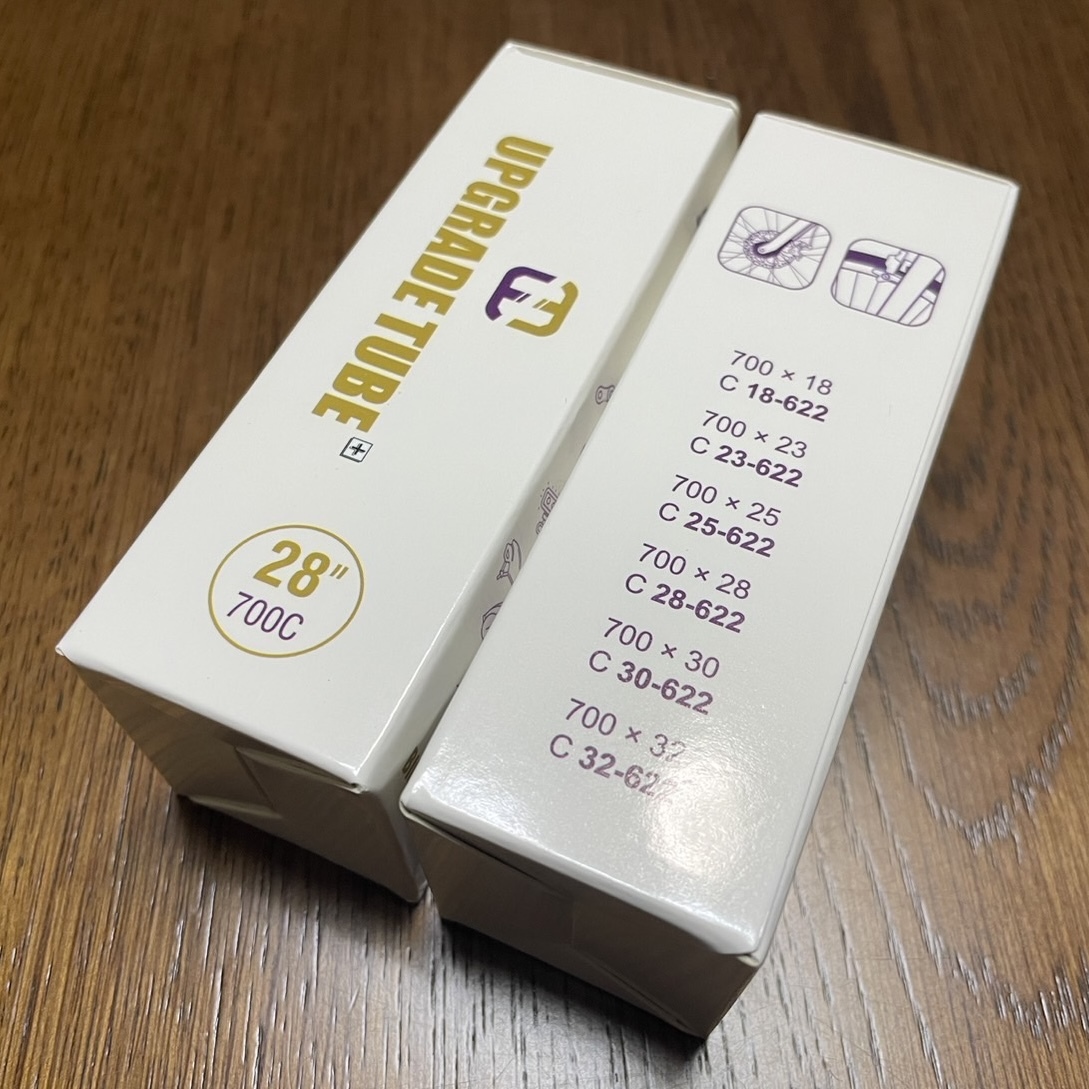 UPGRADE TUBE
+
28"
700C
700 × 18
C 18-622
700 × 23
C 23-622
700 × 25
C 25-622
700 × 28
C 28-622
700 × 30
C 30-622
700 × 32
C 32-622